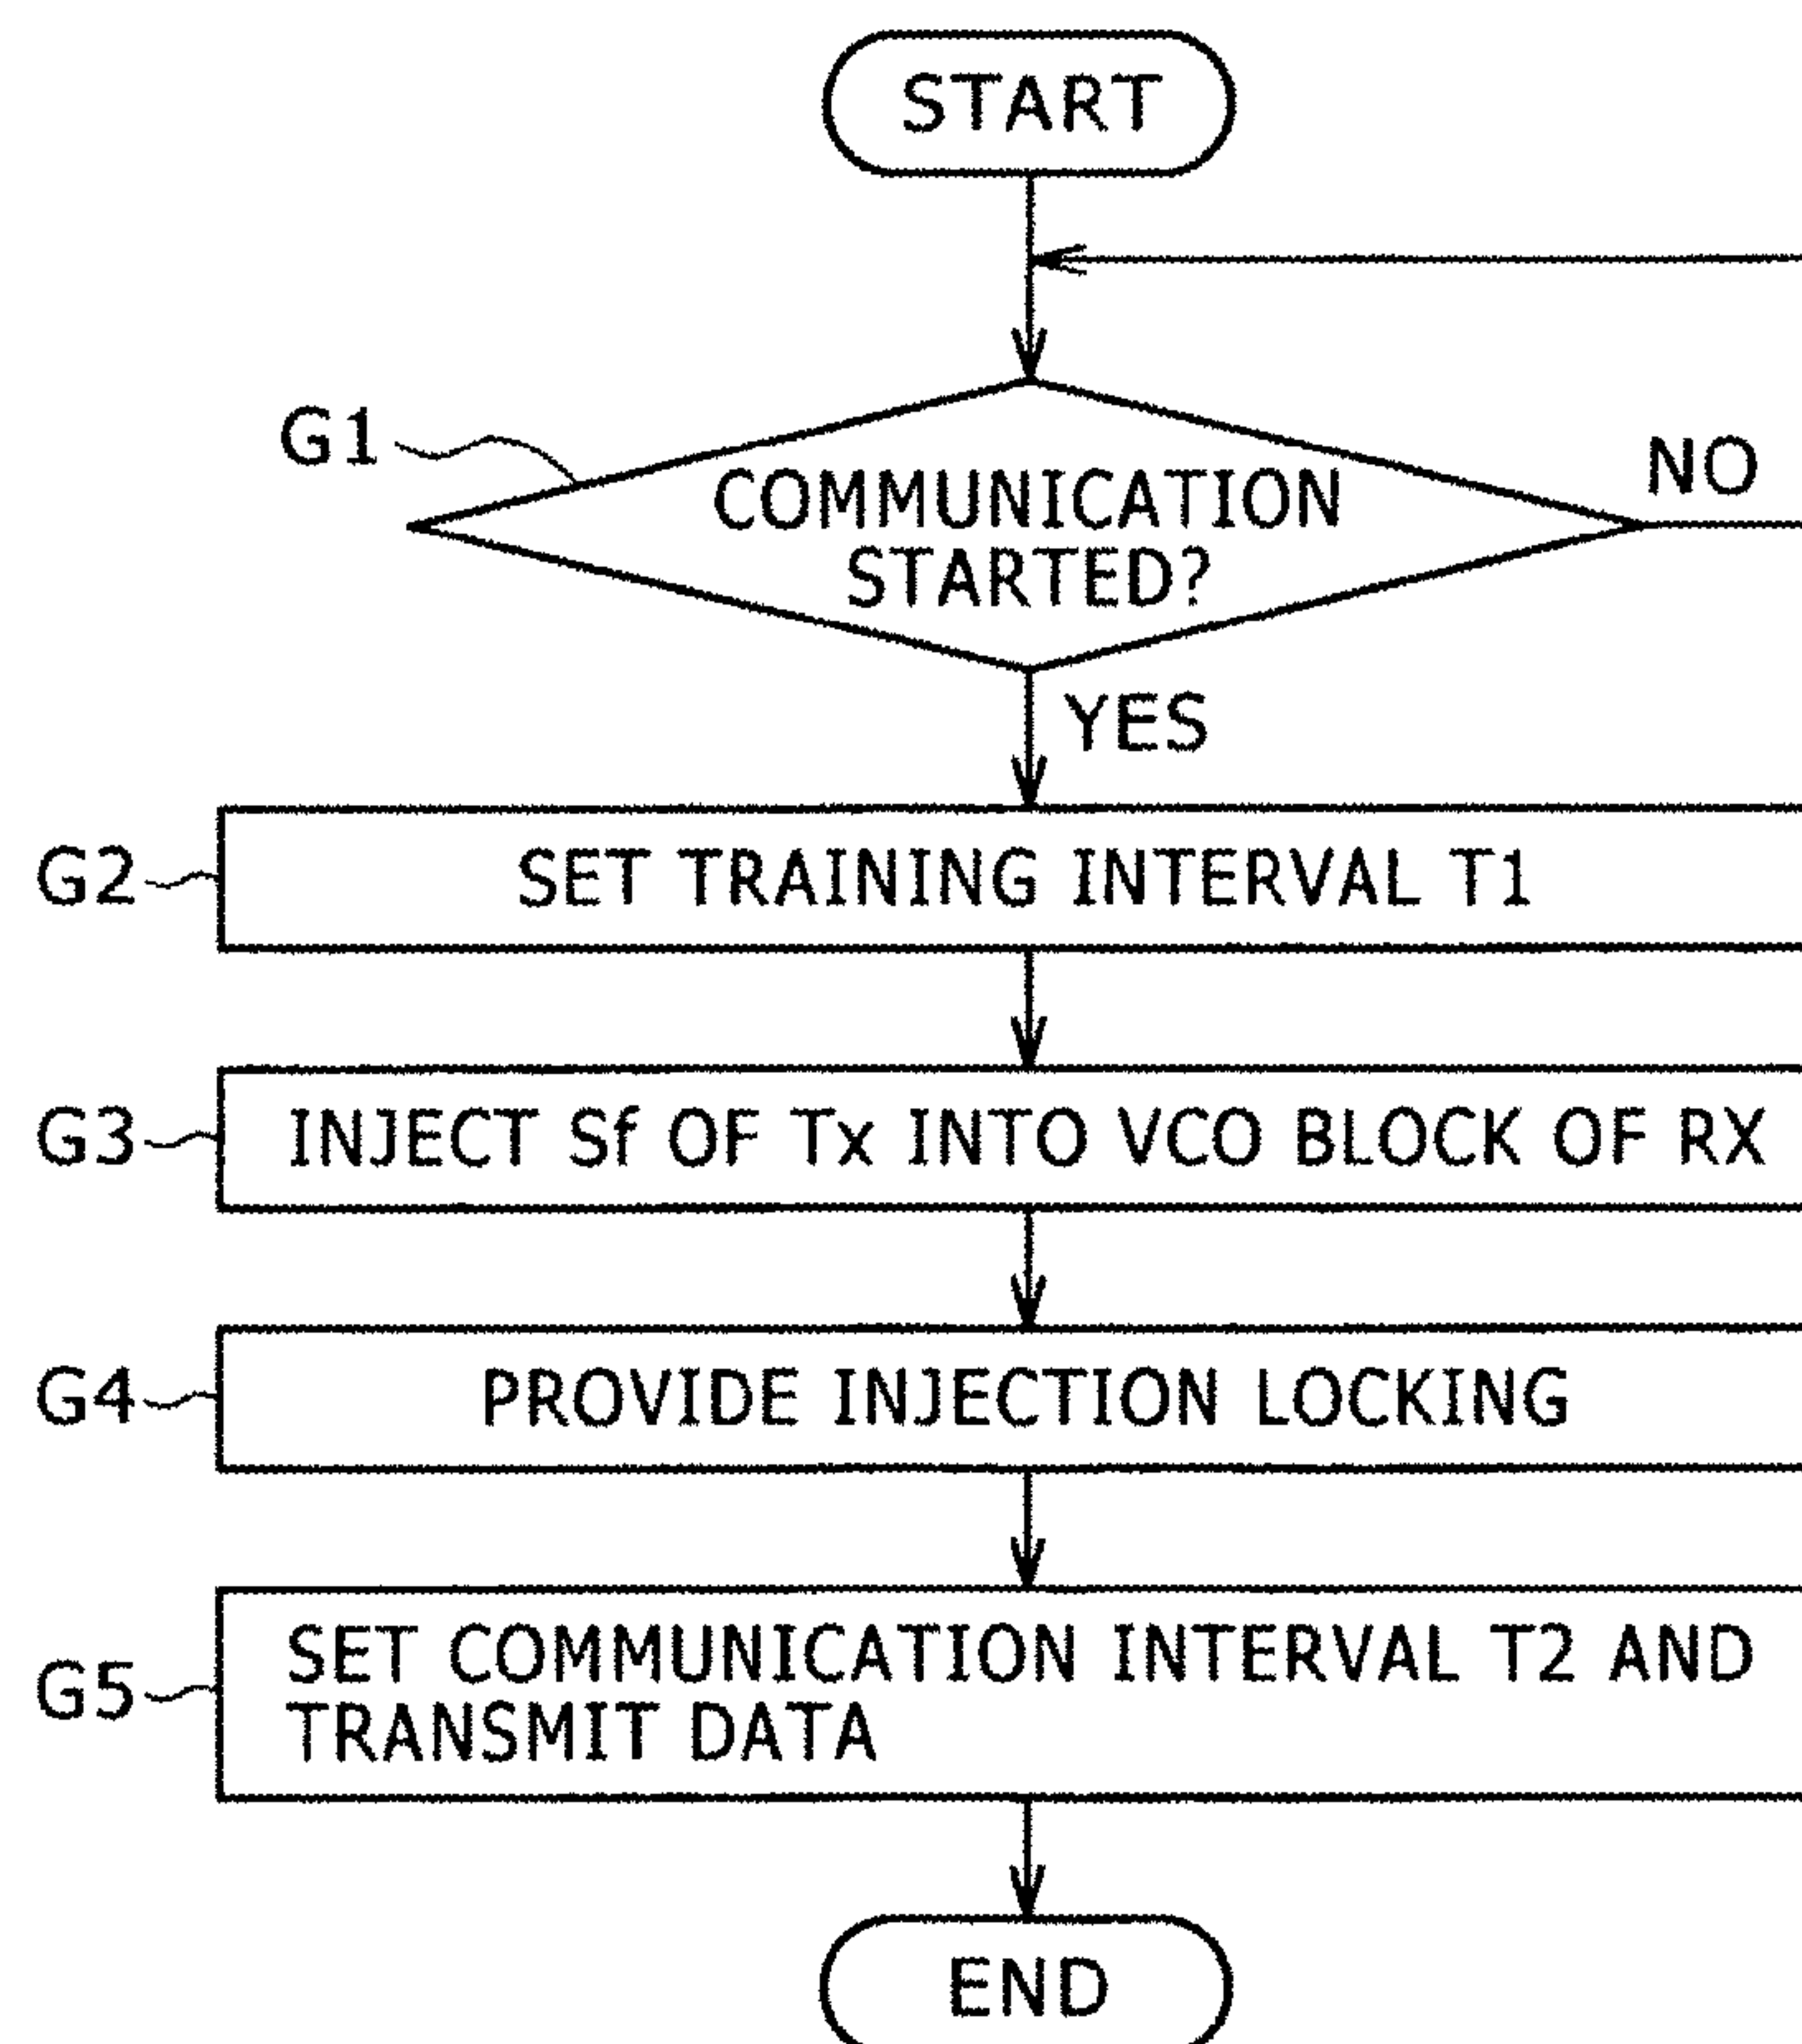 START
G1
COMMUNICATION
STARTED?
NO
YES
G2
SET TRAINING INTERVAL T1
G3
INJECT Sf OF Tx INTO VCO BLOCK OF RX
G4
PROVIDE INJECTION LOCKING
G5
SET COMMUNICATION INTERVAL T2 AND
TRANSMIT DATA
END